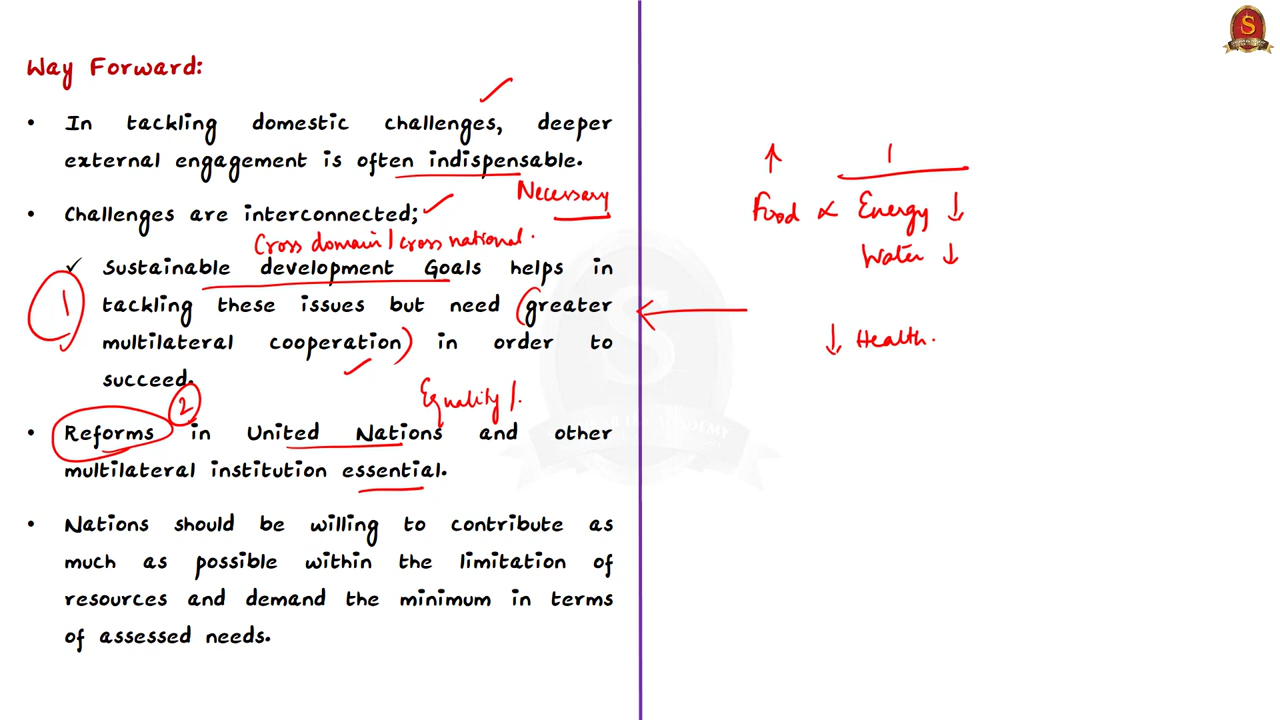 Way Forward:
• In tackling domestic challenges, deeper
external engagement is often indispensable.
Necessary
• Challenges are interconnected;
Cross domain / cross national.
✓ Sustainable development Goals helps in
1
tackling these issues but need (greater
multilateral cooperation) in order to
succeed.
2
Equality /.
• Reforms in United Nations and other
multilateral institution essential.
• Nations should be willing to contribute as
much as possible within the limitation of
resources and demand the minimum in terms
of assessed needs.
↑ 1
Food ∝ Energy ↓
Water ↓
↓ Health.
S